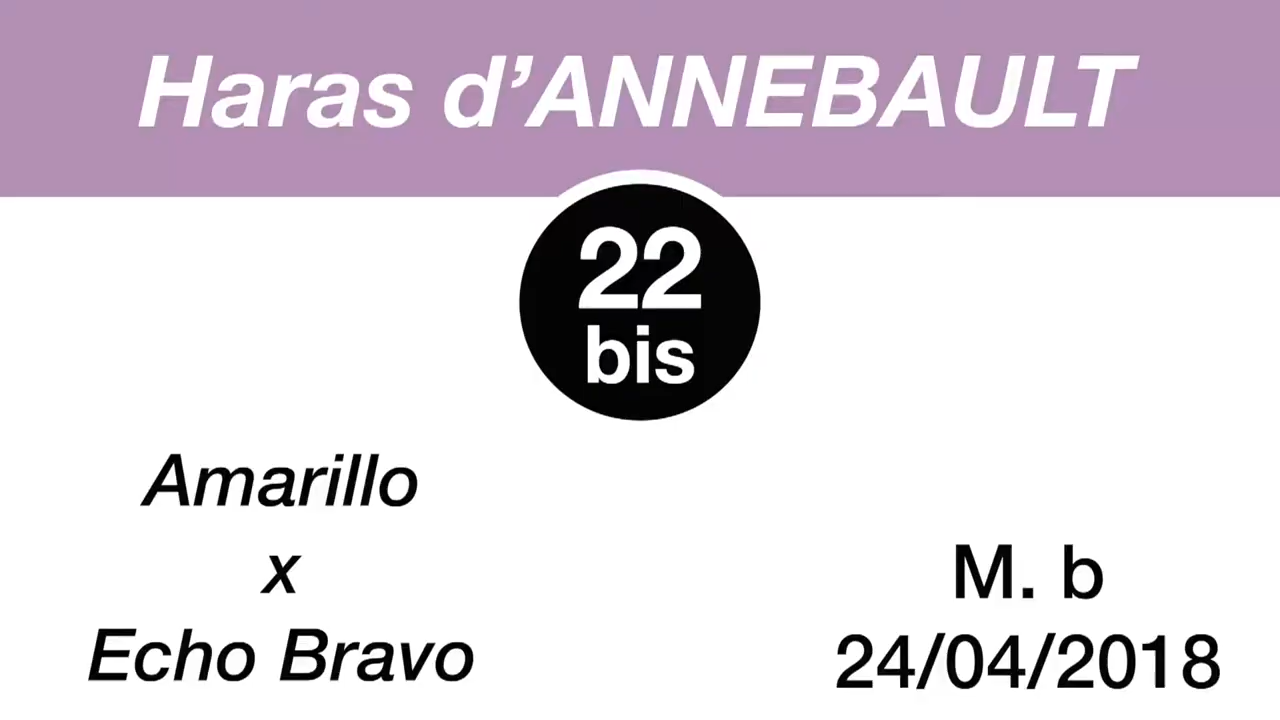 Haras d’ANNEBAULT
22
bis
Amarillo
x
Echo Bravo
M. b
24/04/2018